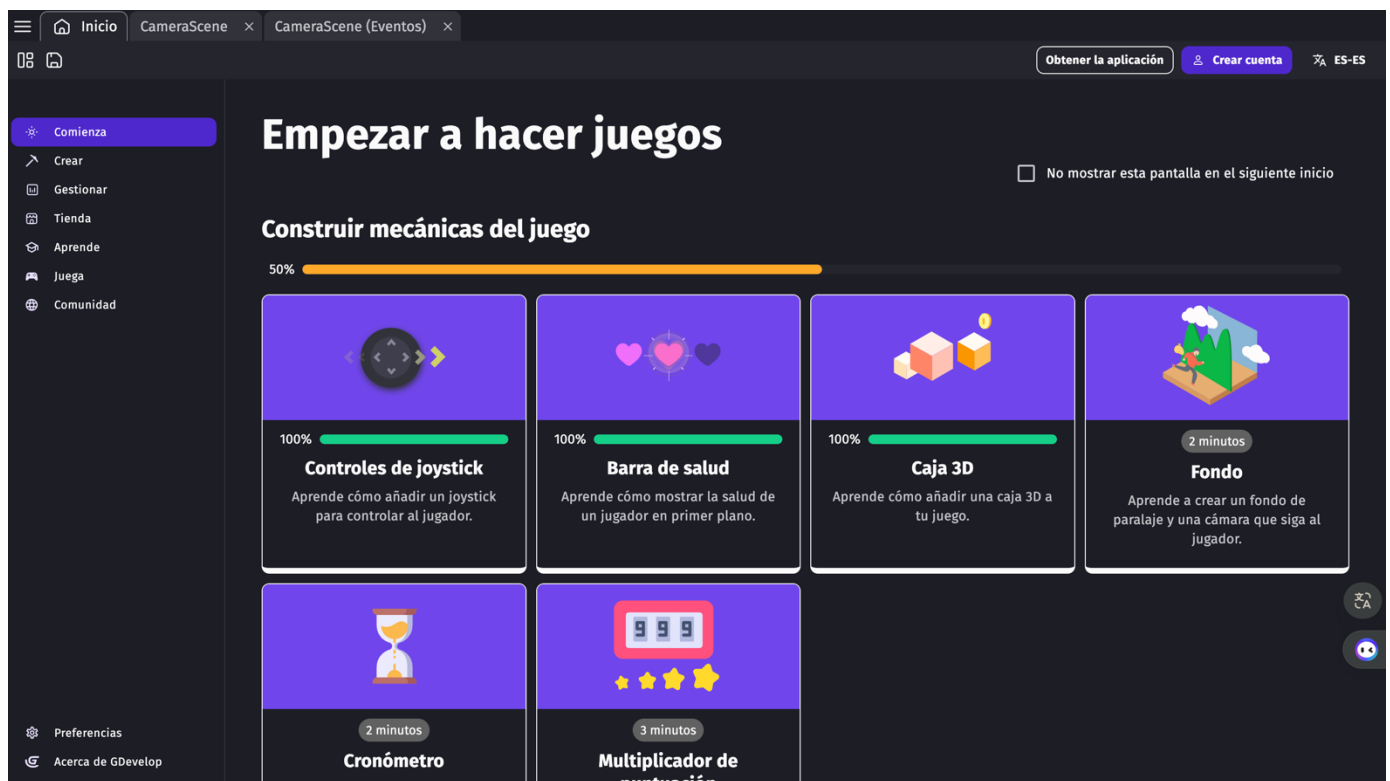 Inicio
CameraScene
CameraScene (Eventos)
Obtener la aplicación
Crear cuenta
ES-ES
Comienza
Crear
Gestionar
Tienda
Aprende
Juega
Comunidad
Preferencias
Acerca de GDevelop
Empezar a hacer juegos
No mostrar esta pantalla en el siguiente inicio
Construir mecánicas del juego
50%
100%
Controles de joystick
Aprende cómo añadir un joystick
para controlar al jugador.
100%
Barra de salud
Aprende cómo mostrar la salud de
un jugador en primer plano.
100%
Caja 3D
Aprende cómo añadir una caja 3D a
tu juego.
2 minutos
Fondo
Aprende a crear un fondo de
paralaje y una cámara que siga al
jugador.
2 minutos
Cronómetro
999
3 minutos
Multiplicador de
puntuación